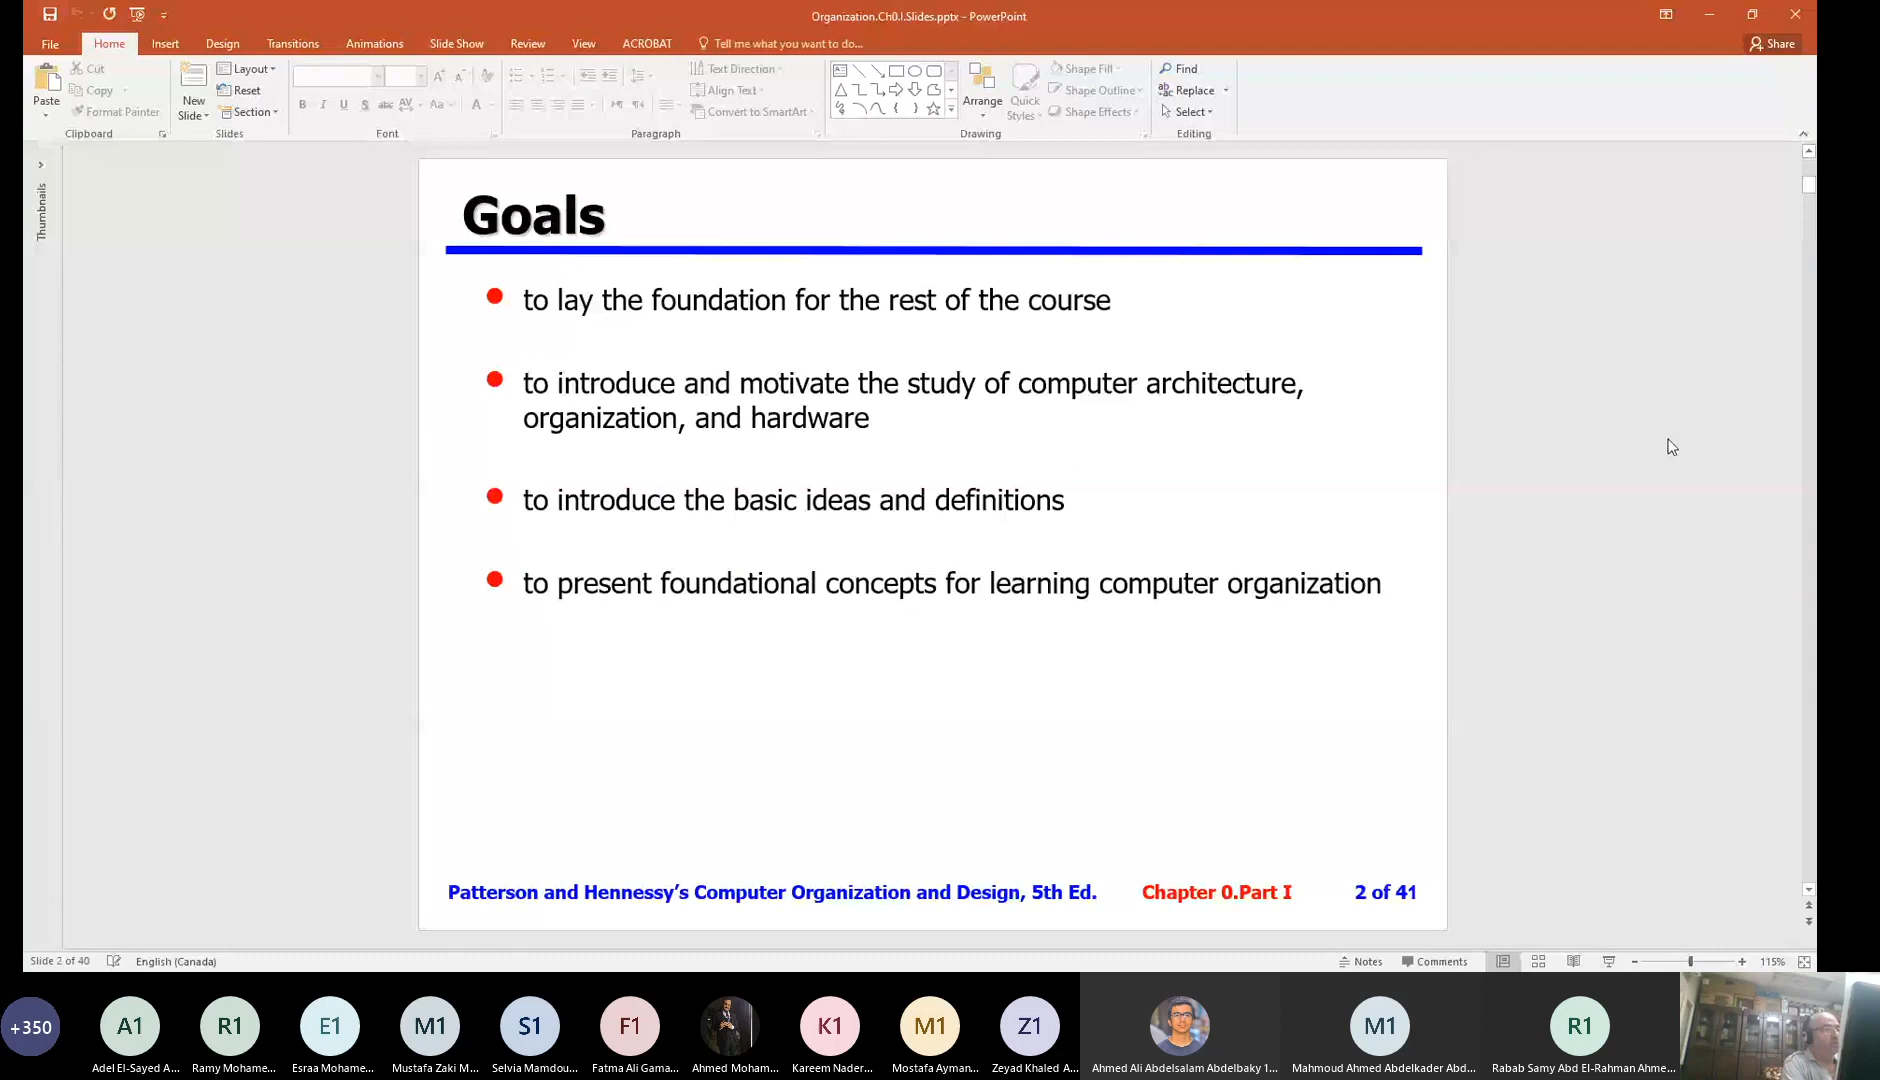 Organization.Ch0.I.Slides.pptx - PowerPoint
File Home Insert Design Transitions Animations Slide Show Review View ACROBAT Tell me what you want to do... Share
Paste
Cut
Copy
Format Painter
Clipboard
New Slide
Layout
Reset
Section
Slides
B I U S abc AV Aa A
Font
Text Direction
Align Text
Convert to SmartArt
Paragraph
Arrange
Quick Styles
Shape Fill
Shape Outline
Shape Effects
Drawing
Find
Replace
Select
Editing
Thumbnails
Goals
to lay the foundation for the rest of the course
to introduce and motivate the study of computer architecture,
organization, and hardware
to introduce the basic ideas and definitions
to present foundational concepts for learning computer organization
Patterson and Hennessy’s Computer Organization and Design, 5th Ed. Chapter 0.Part I 2 of 41
Slide 2 of 40 English (Canada) Notes Comments 115%
+350 A1 R1 E1 M1 S1 F1 K1 M1 Z1 M1 R1
Adel El-Sayed A... Ramy Mohame... Esraa Mohame... Mustafa Zaki M... Selvia Mamdou... Fatma Ali Gama... Ahmed Moham... Kareem Nader... Mostafa Ayman... Zeyad Khaled A... Ahmed Ali Abdelsalam Abdelbaky 1... Mahmoud Ahmed Abdelkader Abd... Rabab Samy Abd El-Rahman Ahme...